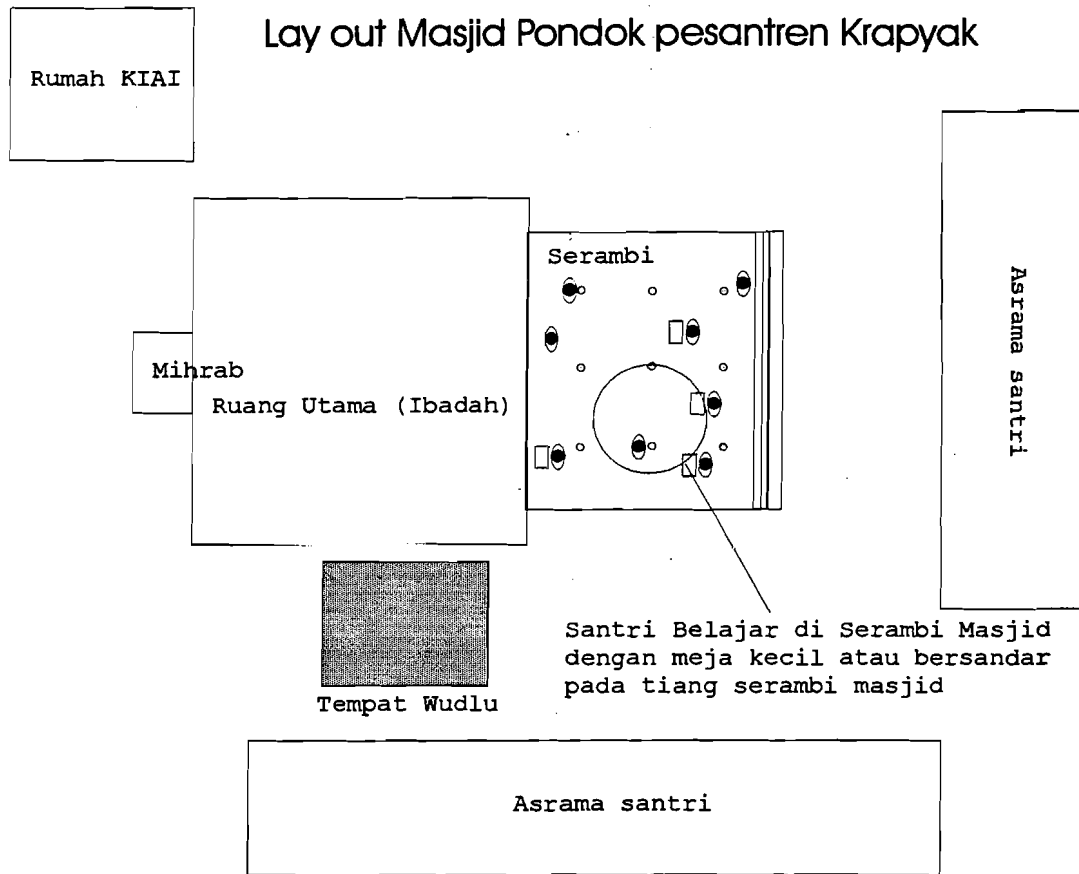 Lay out Masjid Pondok pesantren Krapyak
Rumah KIAI
Serambi
Mihrab
Ruang Utama (Ibadah)
Asrama santri
Santri Belajar di Serambi Masjid
dengan meja kecil atau bersandar
pada tiang serambi masjid
Tempat Wudlu
Asrama santri